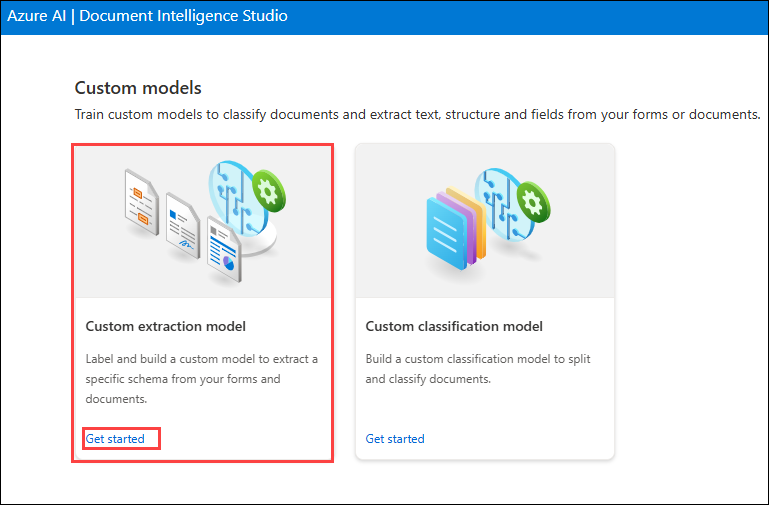 Azure AI | Document Intelligence Studio
Custom models
Train custom models to classify documents and extract text, structure and fields from your forms or documents.
Custom extraction model
Label and build a custom model to extract a
specific schema from your forms and
documents.
Get started
Custom classification model
Build a custom classification model to split
and classify documents.
Get started